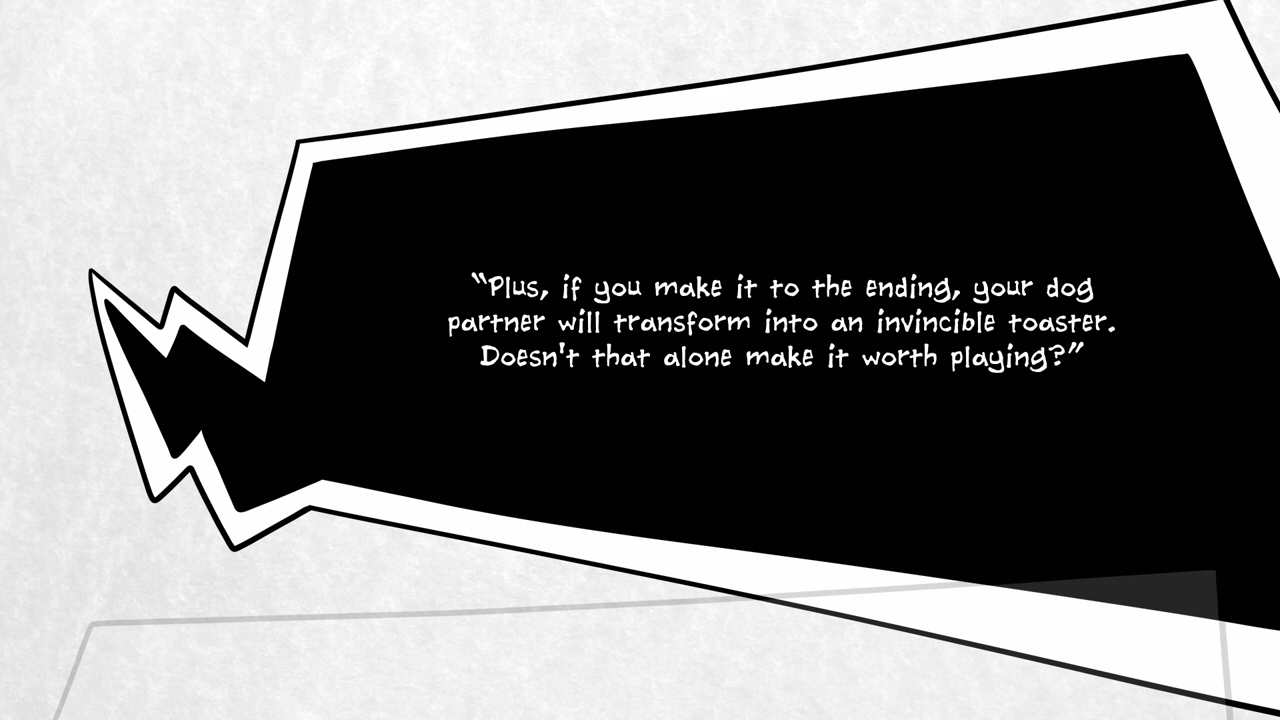 “Plus, if you make it to the ending, your dog
partner will transform into an invincible toaster.
Doesn't that alone make it worth playing?”